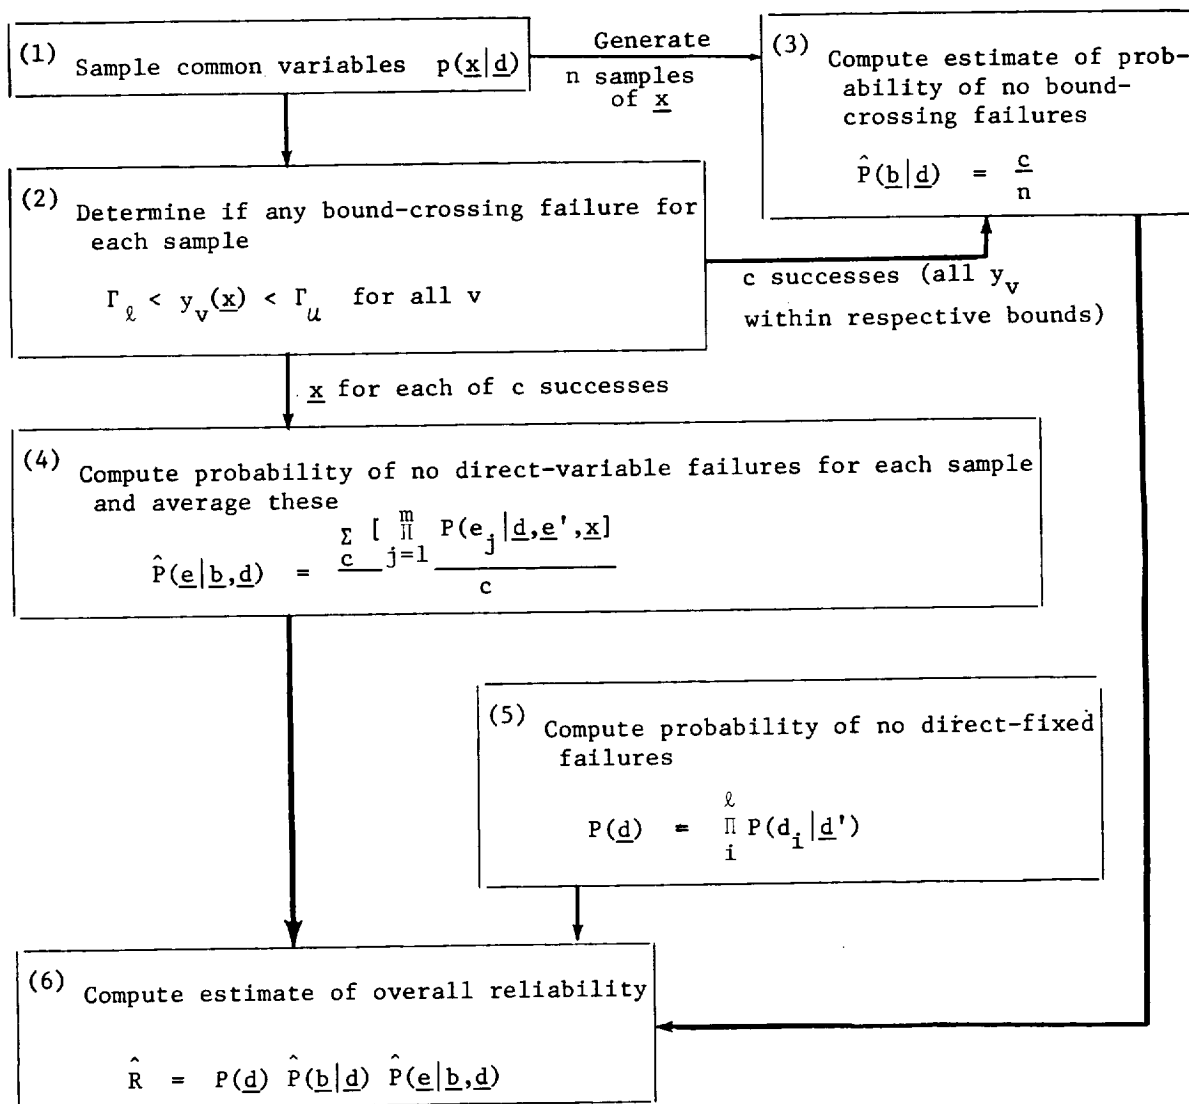 (1)
Sample common variables p(x|d)
Generate
n samples
of x
(3)
Compute estimate of prob-
ability of no bound-
crossing failures
P̂(b|d) = c/n
(2)
Determine if any bound-crossing failure for
each sample
Γℓ < yv(x) < Γu for all v
c successes (all yv
within respective bounds)
x for each of c successes
(4)
Compute probability of no direct-variable failures for each sample
and average these
P̂(e|b,d) = Σc [ Π_{j=1}^{m} P(ej|d,e',x] / c
(5)
Compute probability of no direct-fixed
failures
P(d) = Π_{i}^{ℓ} P(di|d')
(6)
Compute estimate of overall reliability
R̂ = P(d) P̂(b|d) P̂(e|b,d)